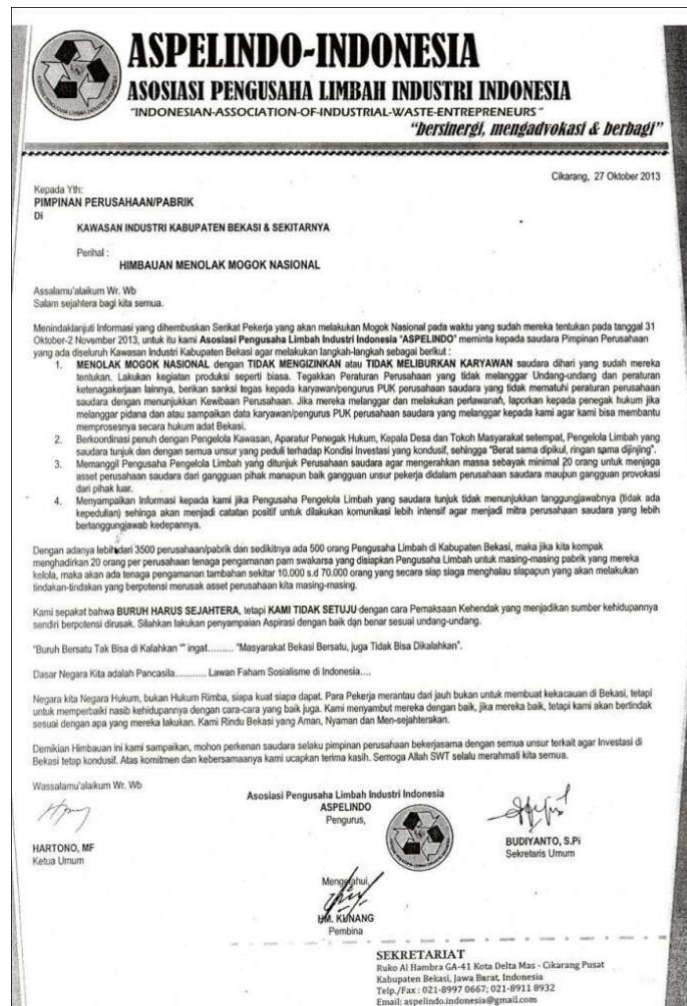 ASPELINDO-INDONESIA
ASOSIASI PENGUSAHA LIMBAH INDUSTRI INDONESIA
"INDONESIAN-ASSOCIATION-OF-INDUSTRIAL-WASTE-ENTREPRENEURS"
"bersinergi, mengadvokasi & berbagi"
Cikarang, 27 Oktober 2013
Kepada Yth:
PIMPINAN PERUSAHAAN/PABRIK
Di
KAWASAN INDUSTRI KABUPATEN BEKASI & SEKITARNYA
Perihal :
HIMBAUAN MENOLAK MOGOK NASIONAL
Assalamu'alaikum Wr. Wb
Salam sejahtera bagi kita semua.
Menindaklanjuti Informasi yang dihembuskan Serikat Pekerja yang akan melakukan Mogok Nasional pada waktu yang sudah mereka tentukan pada tanggal 31
Oktober-2 November 2013, untuk itu kami Asosiasi Pengusaha Limbah Industri Indonesia "ASPELINDO" meminta kepada saudara Pimpinan Perusahaan
yang ada diseluruh Kawasan Industri Kabupaten Bekasi agar melakukan langkah-langkah sebagai berikut :
1. MENOLAK MOGOK NASIONAL dengan TIDAK MENGIZINKAN atau TIDAK MELIBURKAN KARYAWAN saudara dihari yang sudah mereka
tentukan. Lakukan kegiatan produksi seperti biasa. Tegakkan Peraturan Perusahaan yang tidak melanggar Undang-undang dan peraturan
ketenagakerjaan lainnya, berikan sanksi tegas kepada karyawan/pengurus PUK perusahaan saudara yang tidak mematuhi peraturan perusahaan
saudara dengan menunjukkan Kewibaan Perusahaan. Jika mereka melanggar dan melakukan perlawanah, laporkan kepada penegak hukum jika
melanggar pidana dan atau sampaikan data karyawan/pengurus PUK perusahaan saudara yang melanggar kepada kami agar kami bisa membantu
memprosesnya secara hukum adat Bekasi.
2. Berkoordinasi penuh dengan Pengelola Kawasan, Aparatur Penegak Hukum, Kepala Desa dan Tokoh Masyarakat setempat, Pengelola Limbah yang
saudara tunjuk dan dengan semua unsur yang peduli terhadap Kondisi Investasi yang kondusif, sehingga "Berat sama dipikul, ringan sama dijinjing".
3. Memanggil Pengusaha Pengelola Limbah yang ditunjuk Perusahaan saudara agar mengerahkan massa sebayak minimal 20 orang untuk menjaga
asset perusahaan saudara dari gangguan pihak manapun baik gangguan unsur pekerja didalam perusahaan saudara maupun gangguan provokasi
dari pihak luar.
4. Menyampaikan Informasi kepada kami jika Pengusaha Pengelola Limbah yang saudara tunjuk tidak menunjukkan tanggungjawabnya (tidak ada
kepedulian) sehinga akan menjadi catatan positif untuk dilakukan komunikasi lebih intensif agar menjadi mitra perusahaan saudara yang lebih
bertanggungjawab kedepannya.
Dengan adanya lebih dari 3500 perusahaan/pabrik dan sedikitnya ada 500 orang Pengusaha Limbah di Kabupaten Bekasi, maka jika kita kompak
menghadirkan 20 orang per perusahaan tenaga pengamanan pam swakarsa yang disiapkan Pengusaha Limbah untuk masing-masing pabrik yang mereka
kelola, maka akan ada tenaga pengamanan tambahan sekitar 10.000 s.d 70.000 orang yang secara siap siaga menghalau siapapun yang akan melakukan
tindakan-tindakan yang berpotensi merusak asset perusahaan kita masing-masing.
Kami sepakat bahwa BURUH HARUS SEJAHTERA, tetapi KAMI TIDAK SETUJU dengan cara Pemaksaan Kehendak yang menjadikan sumber kehidupannya
sendiri berpotensi dirusak. Silahkan lakukan penyampaian Aspirasi dengan baik dan benar sesuai undang-undang.
"Buruh Bersatu Tak Bisa di Kalahkan "" ingat......... "Masyarakat Bekasi Bersatu, juga Tidak Bisa Dikalahkan".
Dasar Negara Kita adalah Pancasila............ Lawan Faham Sosialisme di Indonesia....
Negara kita Negara Hukum, bukan Hukum Rimba, siapa kuat siapa dapat. Para Pekerja merantau dari jauh bukan untuk membuat kekacauan di Bekasi, tetapi
untuk memperbaiki nasib kehidupannya dengan cara-cara yang baik juga. Kami menyambut mereka dengan baik, jika mereka baik, tetapi kami akan bertindak
sesuai dengan apa yang mereka lakukan. Kami Rindu Bekasi yang Aman, Nyaman dan Men-sejahterakan.
Demikian Himbauan ini kami sampaikan, mohon perkenan saudara selaku pimpinan perusahaan bekerjasama dengan semua unsur terkait agar Investasi di
Bekasi tetap kondusif. Atas komitmen dan kebersamaanya kami ucapkan terima kasih. Semoga Allah SWT selalu merahmati kita semua.
Wassalamu'alaikum Wr. Wb
Asosiasi Pengusaha Limbah Industri Indonesia
ASPELINDO
Pengurus,
HARTONO, MF
Ketua Umum
BUDIYANTO, S.Pi
Sekretaris Umum
Mengetahui,
HM. KUNANG
Pembina
SEKRETARIAT
Ruko Al Hambra GA-41 Kota Delta Mas - Cikarang Pusat
Kabupaten Bekasi, Jawa Barat, Indonesia
Telp./Fax : 021-8997 0667; 021-8911 8932
Email: aspelindo.indonesia@gmail.com